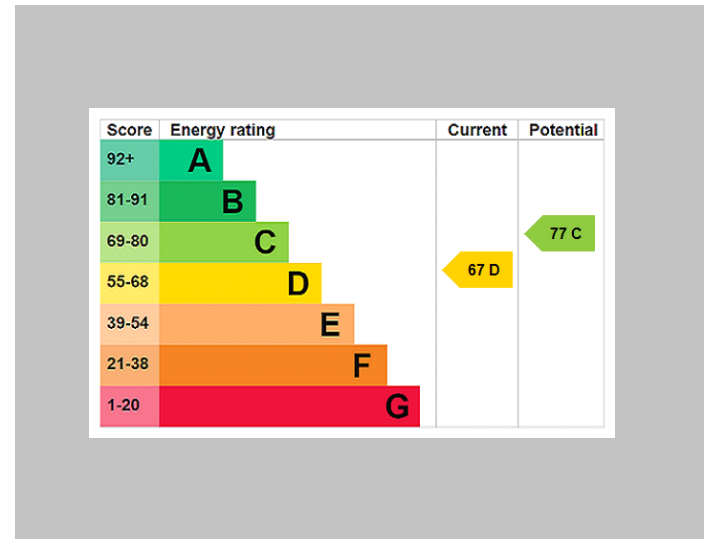 Score Energy rating Current Potential
92+ A
81-91 B
69-80 C 77 C
55-68 D 67 D
39-54 E
21-38 F
1-20 G